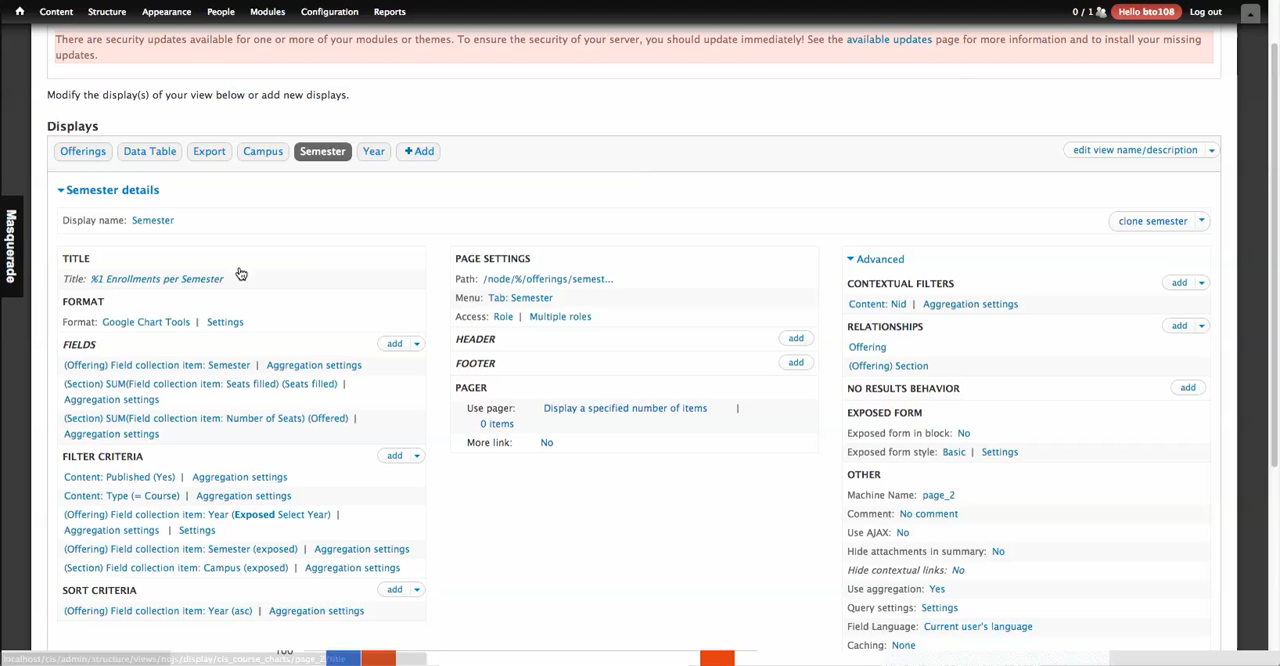 Content Structure Appearance People Modules Configuration Reports 0 / 1 Hello bto108 Log out
There are security updates available for one or more of your modules or themes. To ensure the security of your server, you should update immediately! See the available updates page for more information and to install your missing
updates.
Modify the display(s) of your view below or add new displays.
Displays
Offerings Data Table Export Campus Semester Year + Add edit view name/description
Semester details
Display name: Semester clone semester
Masquerade
TITLE
Title: %1 Enrollments per Semester
FORMAT
Format: Google Chart Tools | Settings
FIELDS add
(Offering) Field collection item: Semester | Aggregation settings
(Section) SUM(Field collection item: Seats filled) (Seats filled) |
Aggregation settings
(Section) SUM(Field collection item: Number of Seats) (Offered) |
Aggregation settings
FILTER CRITERIA add
Content: Published (Yes) | Aggregation settings
Content: Type (= Course) | Aggregation settings
(Offering) Field collection item: Year (Exposed Select Year) |
Aggregation settings | Settings
(Offering) Field collection item: Semester (exposed) | Aggregation settings
(Section) Field collection item: Campus (exposed) | Aggregation settings
SORT CRITERIA add
(Offering) Field collection item: Year (asc) | Aggregation settings
PAGE SETTINGS
Path: /node/%/offerings/semest...
Menu: Tab: Semester
Access: Role | Multiple roles
HEADER add
FOOTER add
PAGER
Use pager: Display a specified number of items |
0 items
More link: No
Advanced
CONTEXTUAL FILTERS add
Content: Nid | Aggregation settings
RELATIONSHIPS add
Offering
(Offering) Section
NO RESULTS BEHAVIOR add
EXPOSED FORM
Exposed form in block: No
Exposed form style: Basic | Settings
OTHER
Machine Name: page_2
Comment: No comment
Use AJAX: No
Hide attachments in summary: No
Hide contextual links: No
Use aggregation: Yes
Query settings: Settings
Field Language: Current user's language
Caching: None
100
localhost/cis/admin/structure/views/nojs/display/cis_course_charts/page_2/title